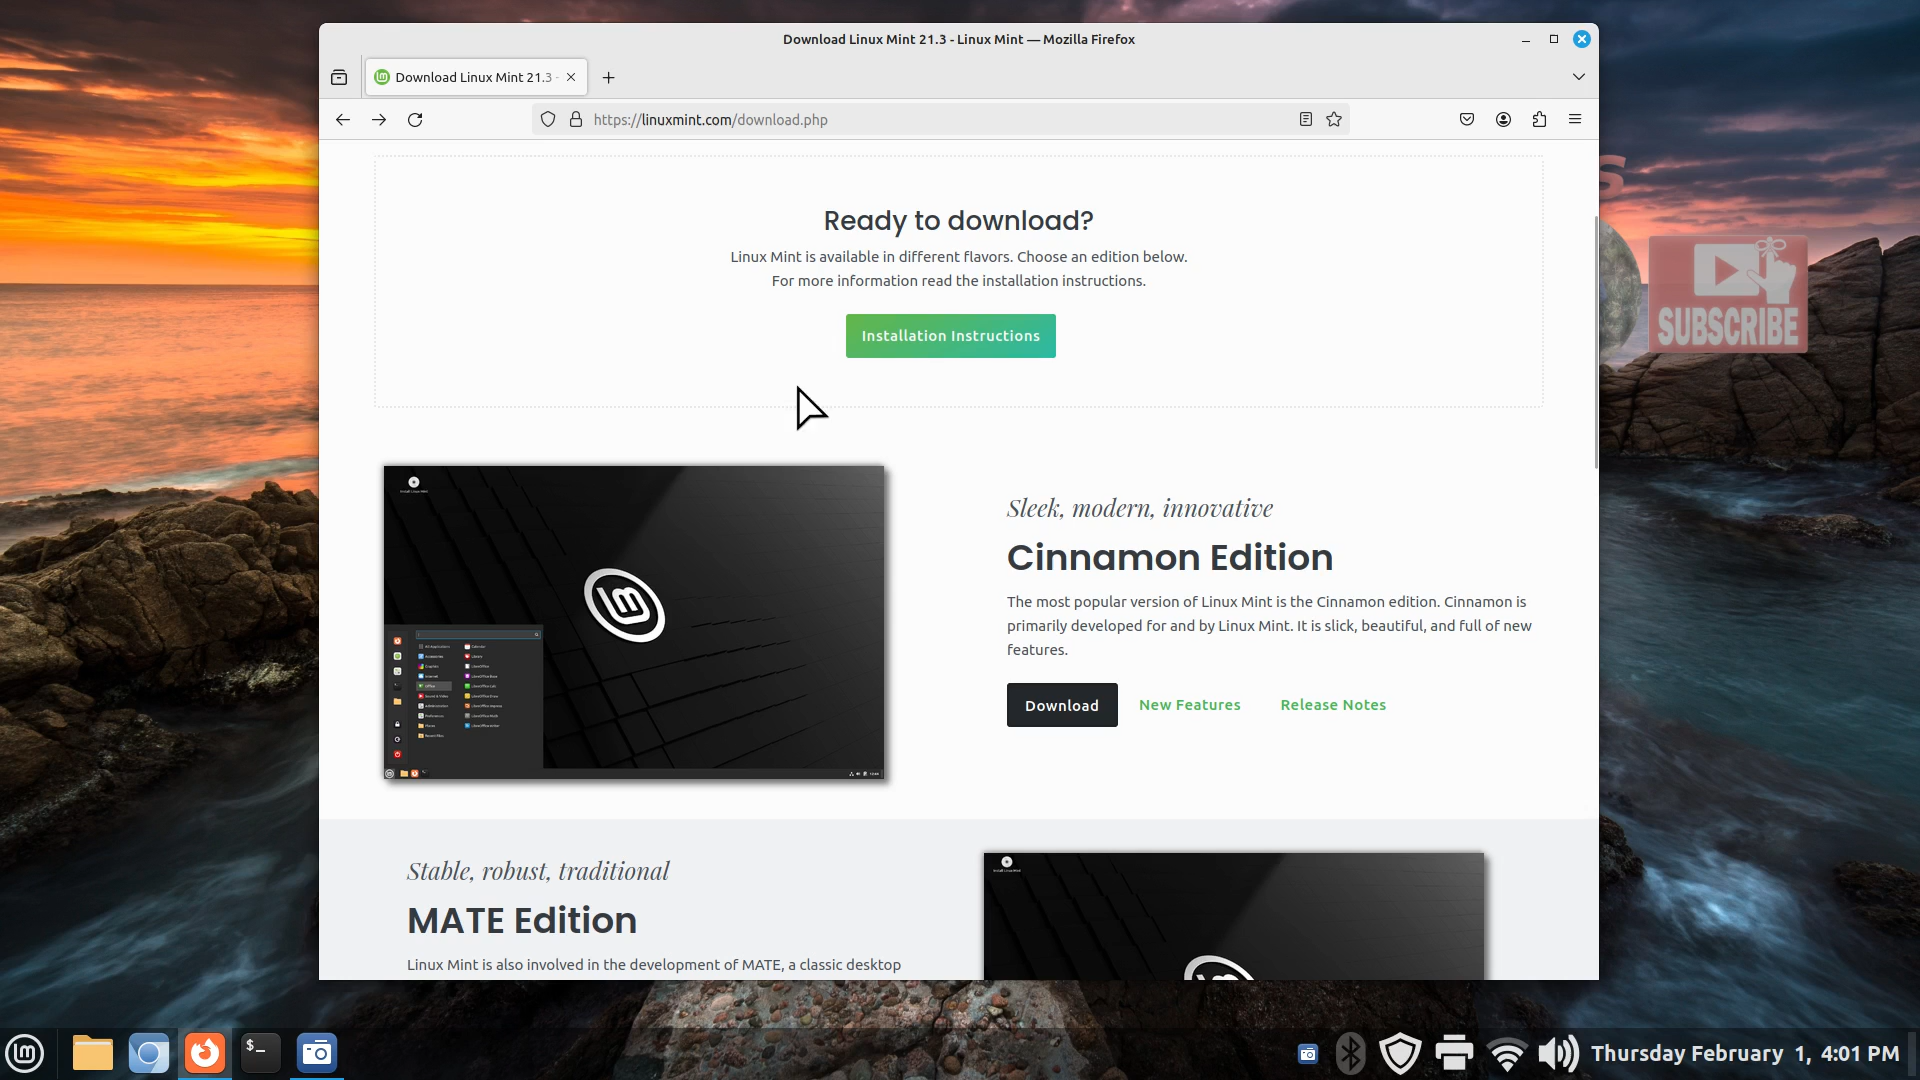 Download Linux Mint 21.3 - Linux Mint — Mozilla Firefox
Download Linux Mint 21.3 -
https://linuxmint.com/download.php
Ready to download?
Linux Mint is available in different flavors. Choose an edition below.
For more information read the installation instructions.
Installation Instructions
s
SUBSCRIBE
Sleek, modern, innovative
Cinnamon Edition
The most popular version of Linux Mint is the Cinnamon edition. Cinnamon is
primarily developed for and by Linux Mint. It is slick, beautiful, and full of new
features.
Download
New Features
Release Notes
Stable, robust, traditional
MATE Edition
Linux Mint is also involved in the development of MATE, a classic desktop
$_
Thursday February 1, 4:01 PM